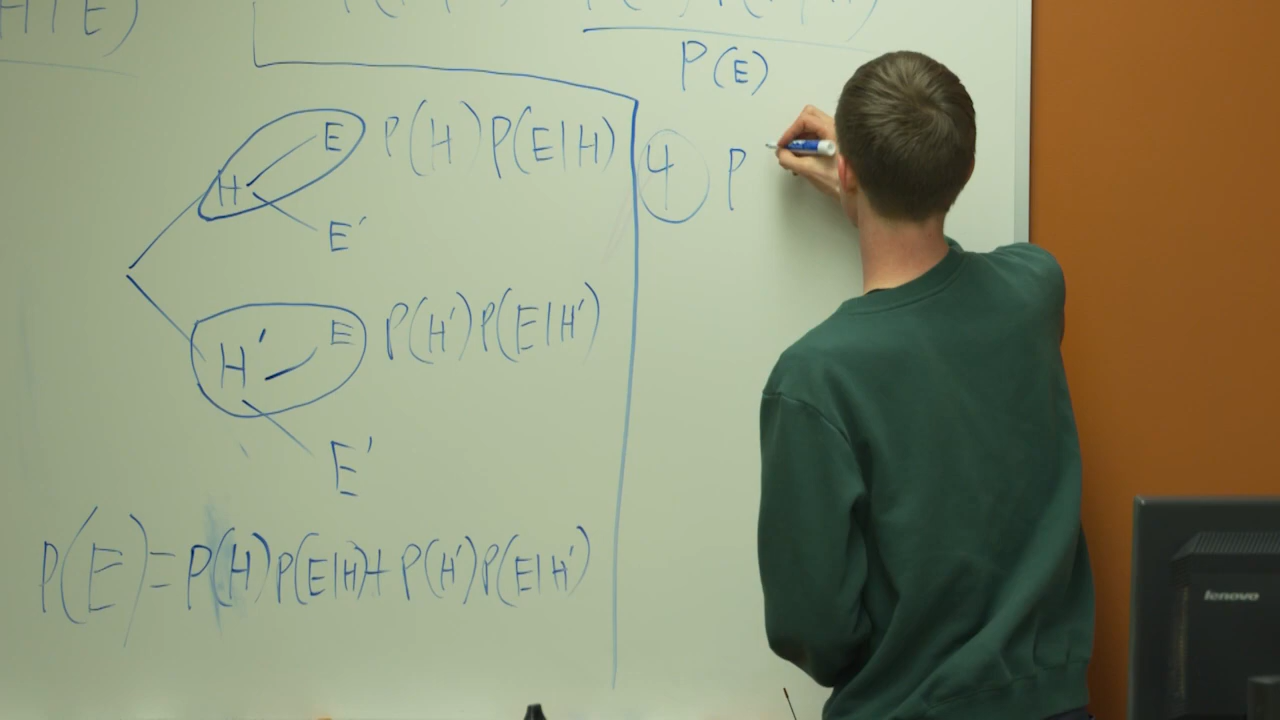 H|E)
P(E)
E P(H)P(E|H)
H
E′
E P(H′)P(E|H′)
H′
E′
P(E)=P(H)P(E|H)+P(H′)P(E|H′)
4 P
lenovo